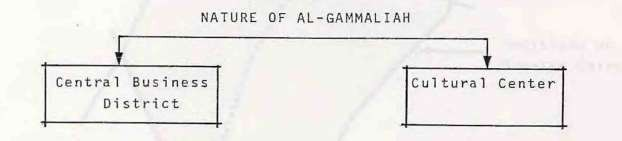 NATURE OF AL-GAMMALIAH
Central Business
District
Cultural Center